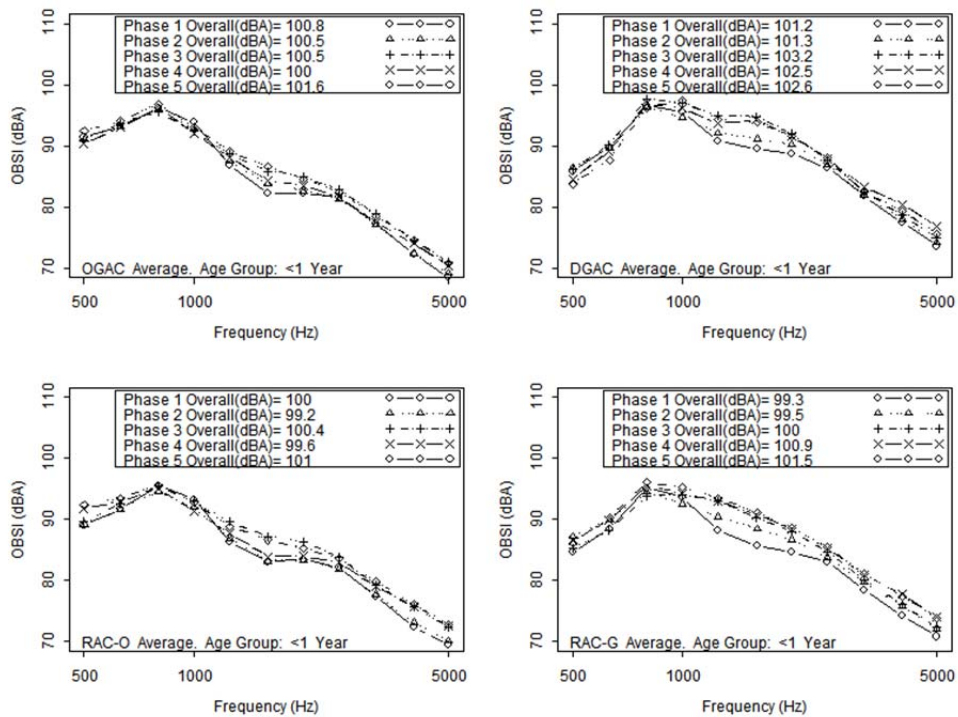 Phase 1 Overall(dBA)= 100.8
Phase 2 Overall(dBA)= 100.5
Phase 3 Overall(dBA)= 100.5
Phase 4 Overall(dBA)= 100
Phase 5 Overall(dBA)= 101.6
OBSI (dBA)
110
100
90
80
70
OGAC Average. Age Group: <1 Year
500
1000
5000
Frequency (Hz)
Phase 1 Overall(dBA)= 101.2
Phase 2 Overall(dBA)= 101.3
Phase 3 Overall(dBA)= 103.2
Phase 4 Overall(dBA)= 102.5
Phase 5 Overall(dBA)= 102.6
OBSI (dBA)
110
100
90
80
70
DGAC Average. Age Group: <1 Year
500
1000
5000
Frequency (Hz)
Phase 1 Overall(dBA)= 100
Phase 2 Overall(dBA)= 99.2
Phase 3 Overall(dBA)= 100.4
Phase 4 Overall(dBA)= 99.6
Phase 5 Overall(dBA)= 101
OBSI (dBA)
110
100
90
80
70
RAC-O Average. Age Group: <1 Year
500
1000
5000
Frequency (Hz)
Phase 1 Overall(dBA)= 99.3
Phase 2 Overall(dBA)= 99.5
Phase 3 Overall(dBA)= 100
Phase 4 Overall(dBA)= 100.9
Phase 5 Overall(dBA)= 101.5
OBSI (dBA)
110
100
90
80
70
RAC-G Average. Age Group: <1 Year
500
1000
5000
Frequency (Hz)